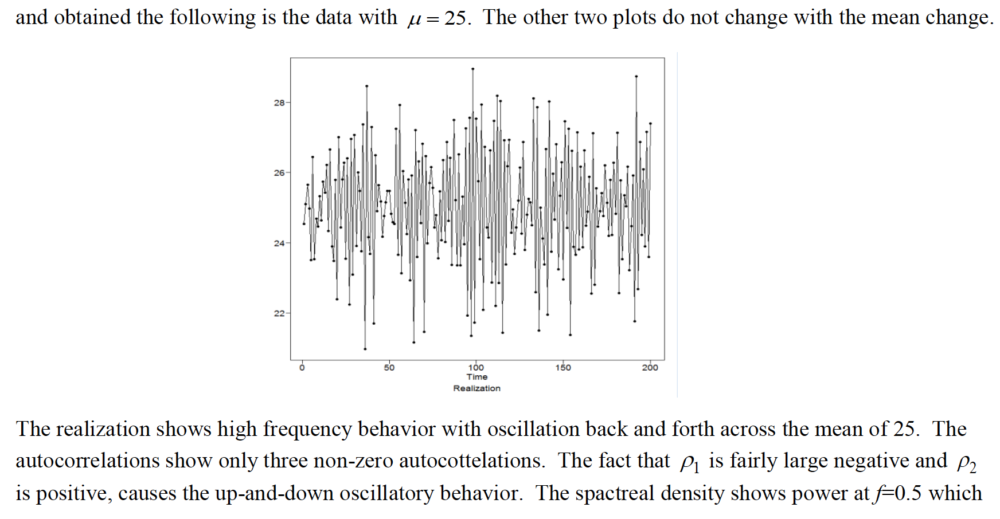 and obtained the following is the data with μ = 25. The other two plots do not change with the mean change.
28
26
24
22
0 50 100 150 200
Time
Realization
The realization shows high frequency behavior with oscillation back and forth across the mean of 25. The
autocorrelations show only three non-zero autocottelations. The fact that ρ₁ is fairly large negative and ρ₂
is positive, causes the up-and-down oscillatory behavior. The spactreal density shows power at f=0.5 which